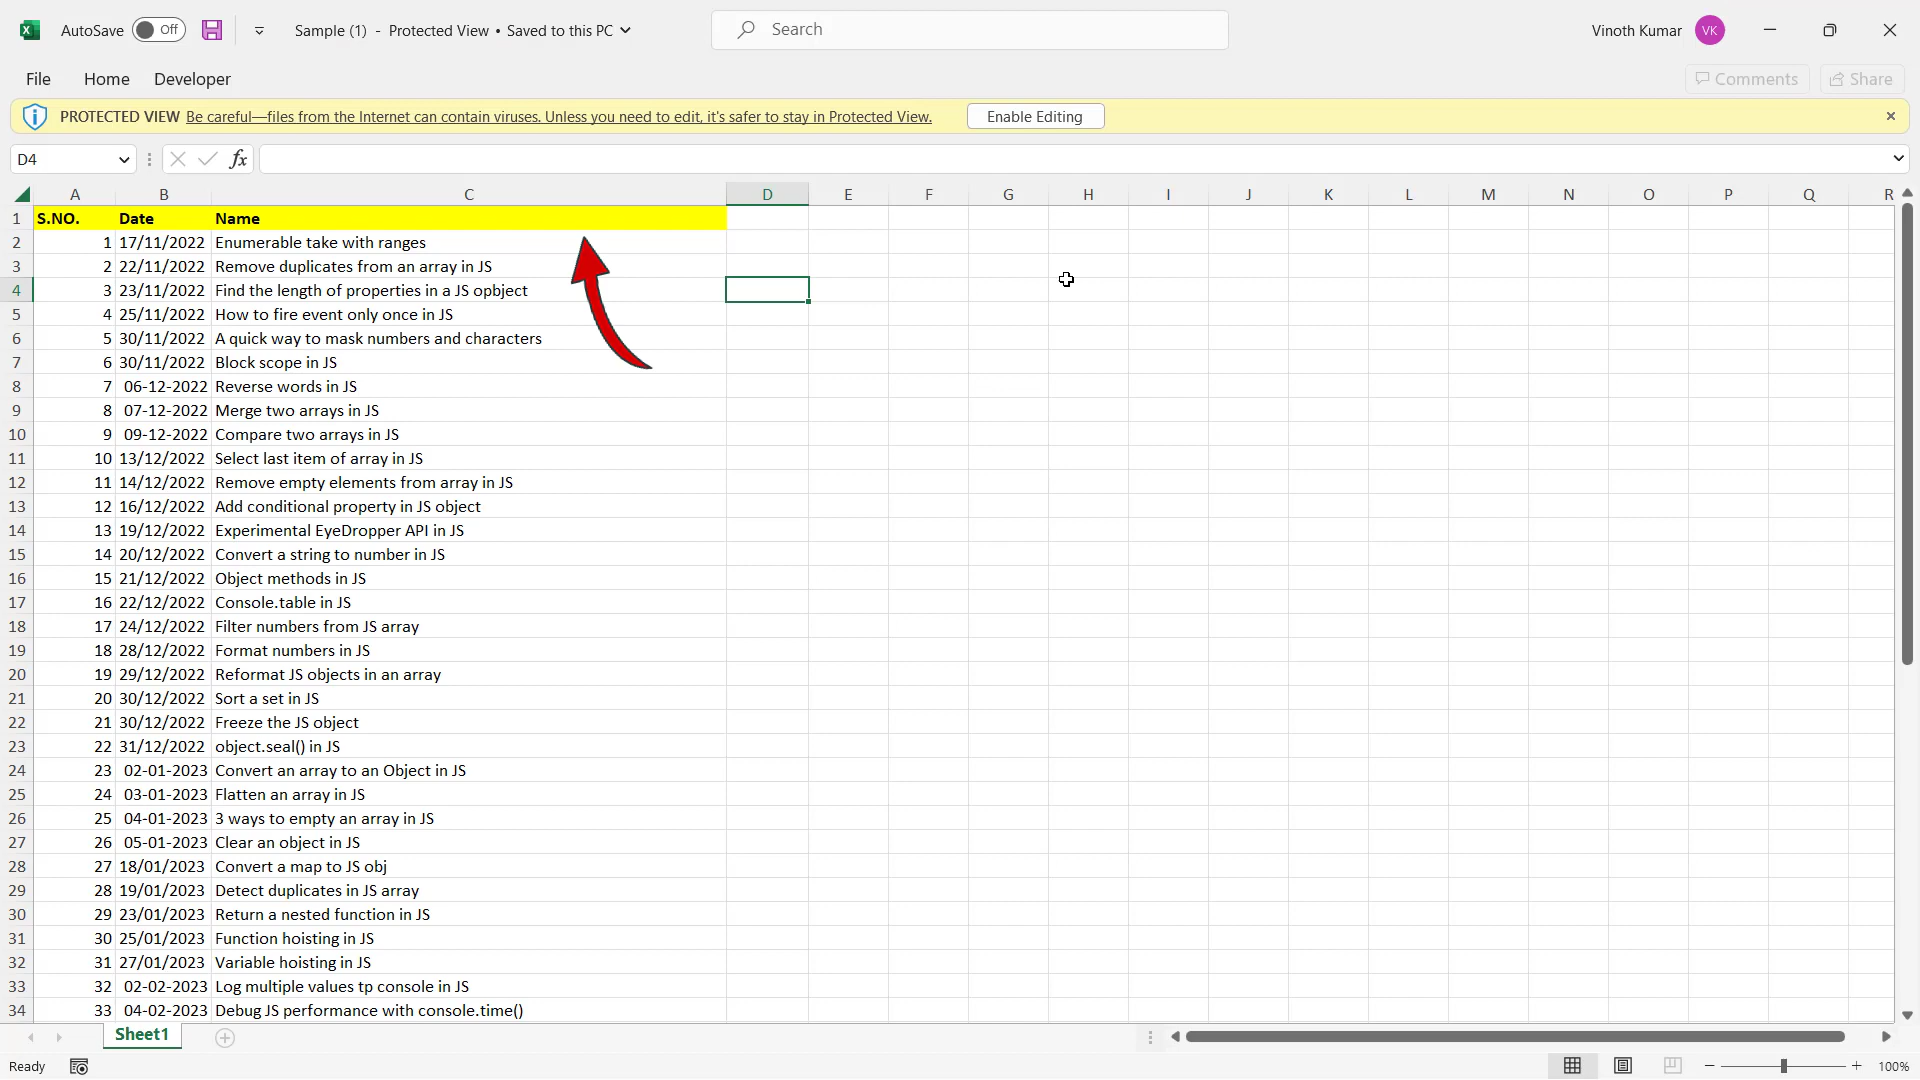 AutoSave Off Sample (1) - Protected View • Saved to this PC Search Vinoth Kumar VK
File Home Developer Comments Share
PROTECTED VIEW Be careful—files from the Internet can contain viruses. Unless you need to edit, it's safer to stay in Protected View. Enable Editing
D4 fx
A B C D E F G H I J K L M N O P Q R
1 S.NO. Date Name
2 1 17/11/2022 Enumerable take with ranges
3 2 22/11/2022 Remove duplicates from an array in JS
4 3 23/11/2022 Find the length of properties in a JS opbject
5 4 25/11/2022 How to fire event only once in JS
6 5 30/11/2022 A quick way to mask numbers and characters
7 6 30/11/2022 Block scope in JS
8 7 06-12-2022 Reverse words in JS
9 8 07-12-2022 Merge two arrays in JS
10 9 09-12-2022 Compare two arrays in JS
11 10 13/12/2022 Select last item of array in JS
12 11 14/12/2022 Remove empty elements from array in JS
13 12 16/12/2022 Add conditional property in JS object
14 13 19/12/2022 Experimental EyeDropper API in JS
15 14 20/12/2022 Convert a string to number in JS
16 15 21/12/2022 Object methods in JS
17 16 22/12/2022 Console.table in JS
18 17 24/12/2022 Filter numbers from JS array
19 18 28/12/2022 Format numbers in JS
20 19 29/12/2022 Reformat JS objects in an array
21 20 30/12/2022 Sort a set in JS
22 21 30/12/2022 Freeze the JS object
23 22 31/12/2022 object.seal() in JS
24 23 02-01-2023 Convert an array to an Object in JS
25 24 03-01-2023 Flatten an array in JS
26 25 04-01-2023 3 ways to empty an array in JS
27 26 05-01-2023 Clear an object in JS
28 27 18/01/2023 Convert a map to JS obj
29 28 19/01/2023 Detect duplicates in JS array
30 29 23/01/2023 Return a nested function in JS
31 30 25/01/2023 Function hoisting in JS
32 31 27/01/2023 Variable hoisting in JS
33 32 02-02-2023 Log multiple values tp console in JS
34 33 04-02-2023 Debug JS performance with console.time()
Sheet1
Ready 100%